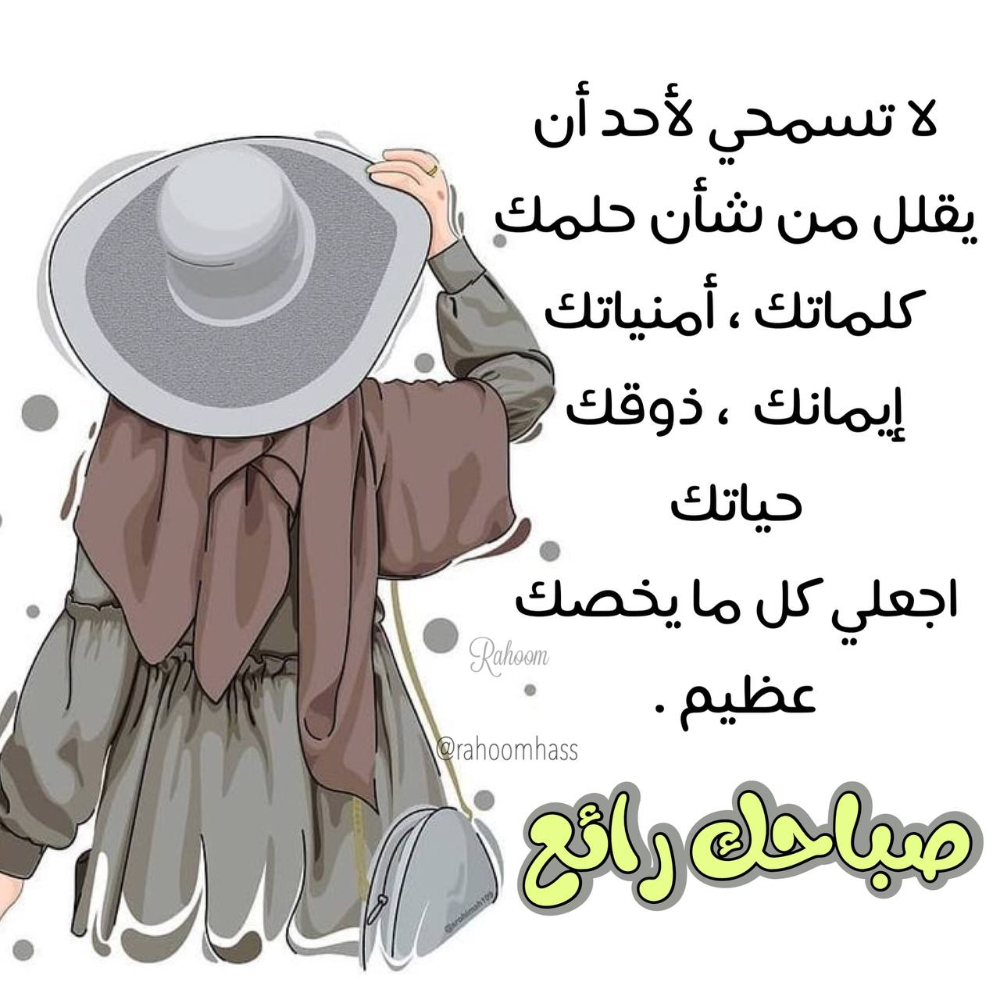 لا تسمحي لأحد أن
يقلل من شأن حلمك
كلماتك ، أمنياتك
إيمانك ، ذوقك
حياتك
اجعلي كل ما يخصك
عظيم .
Rahoom
@rahoomhass
صباحك رائع
@arohimah199